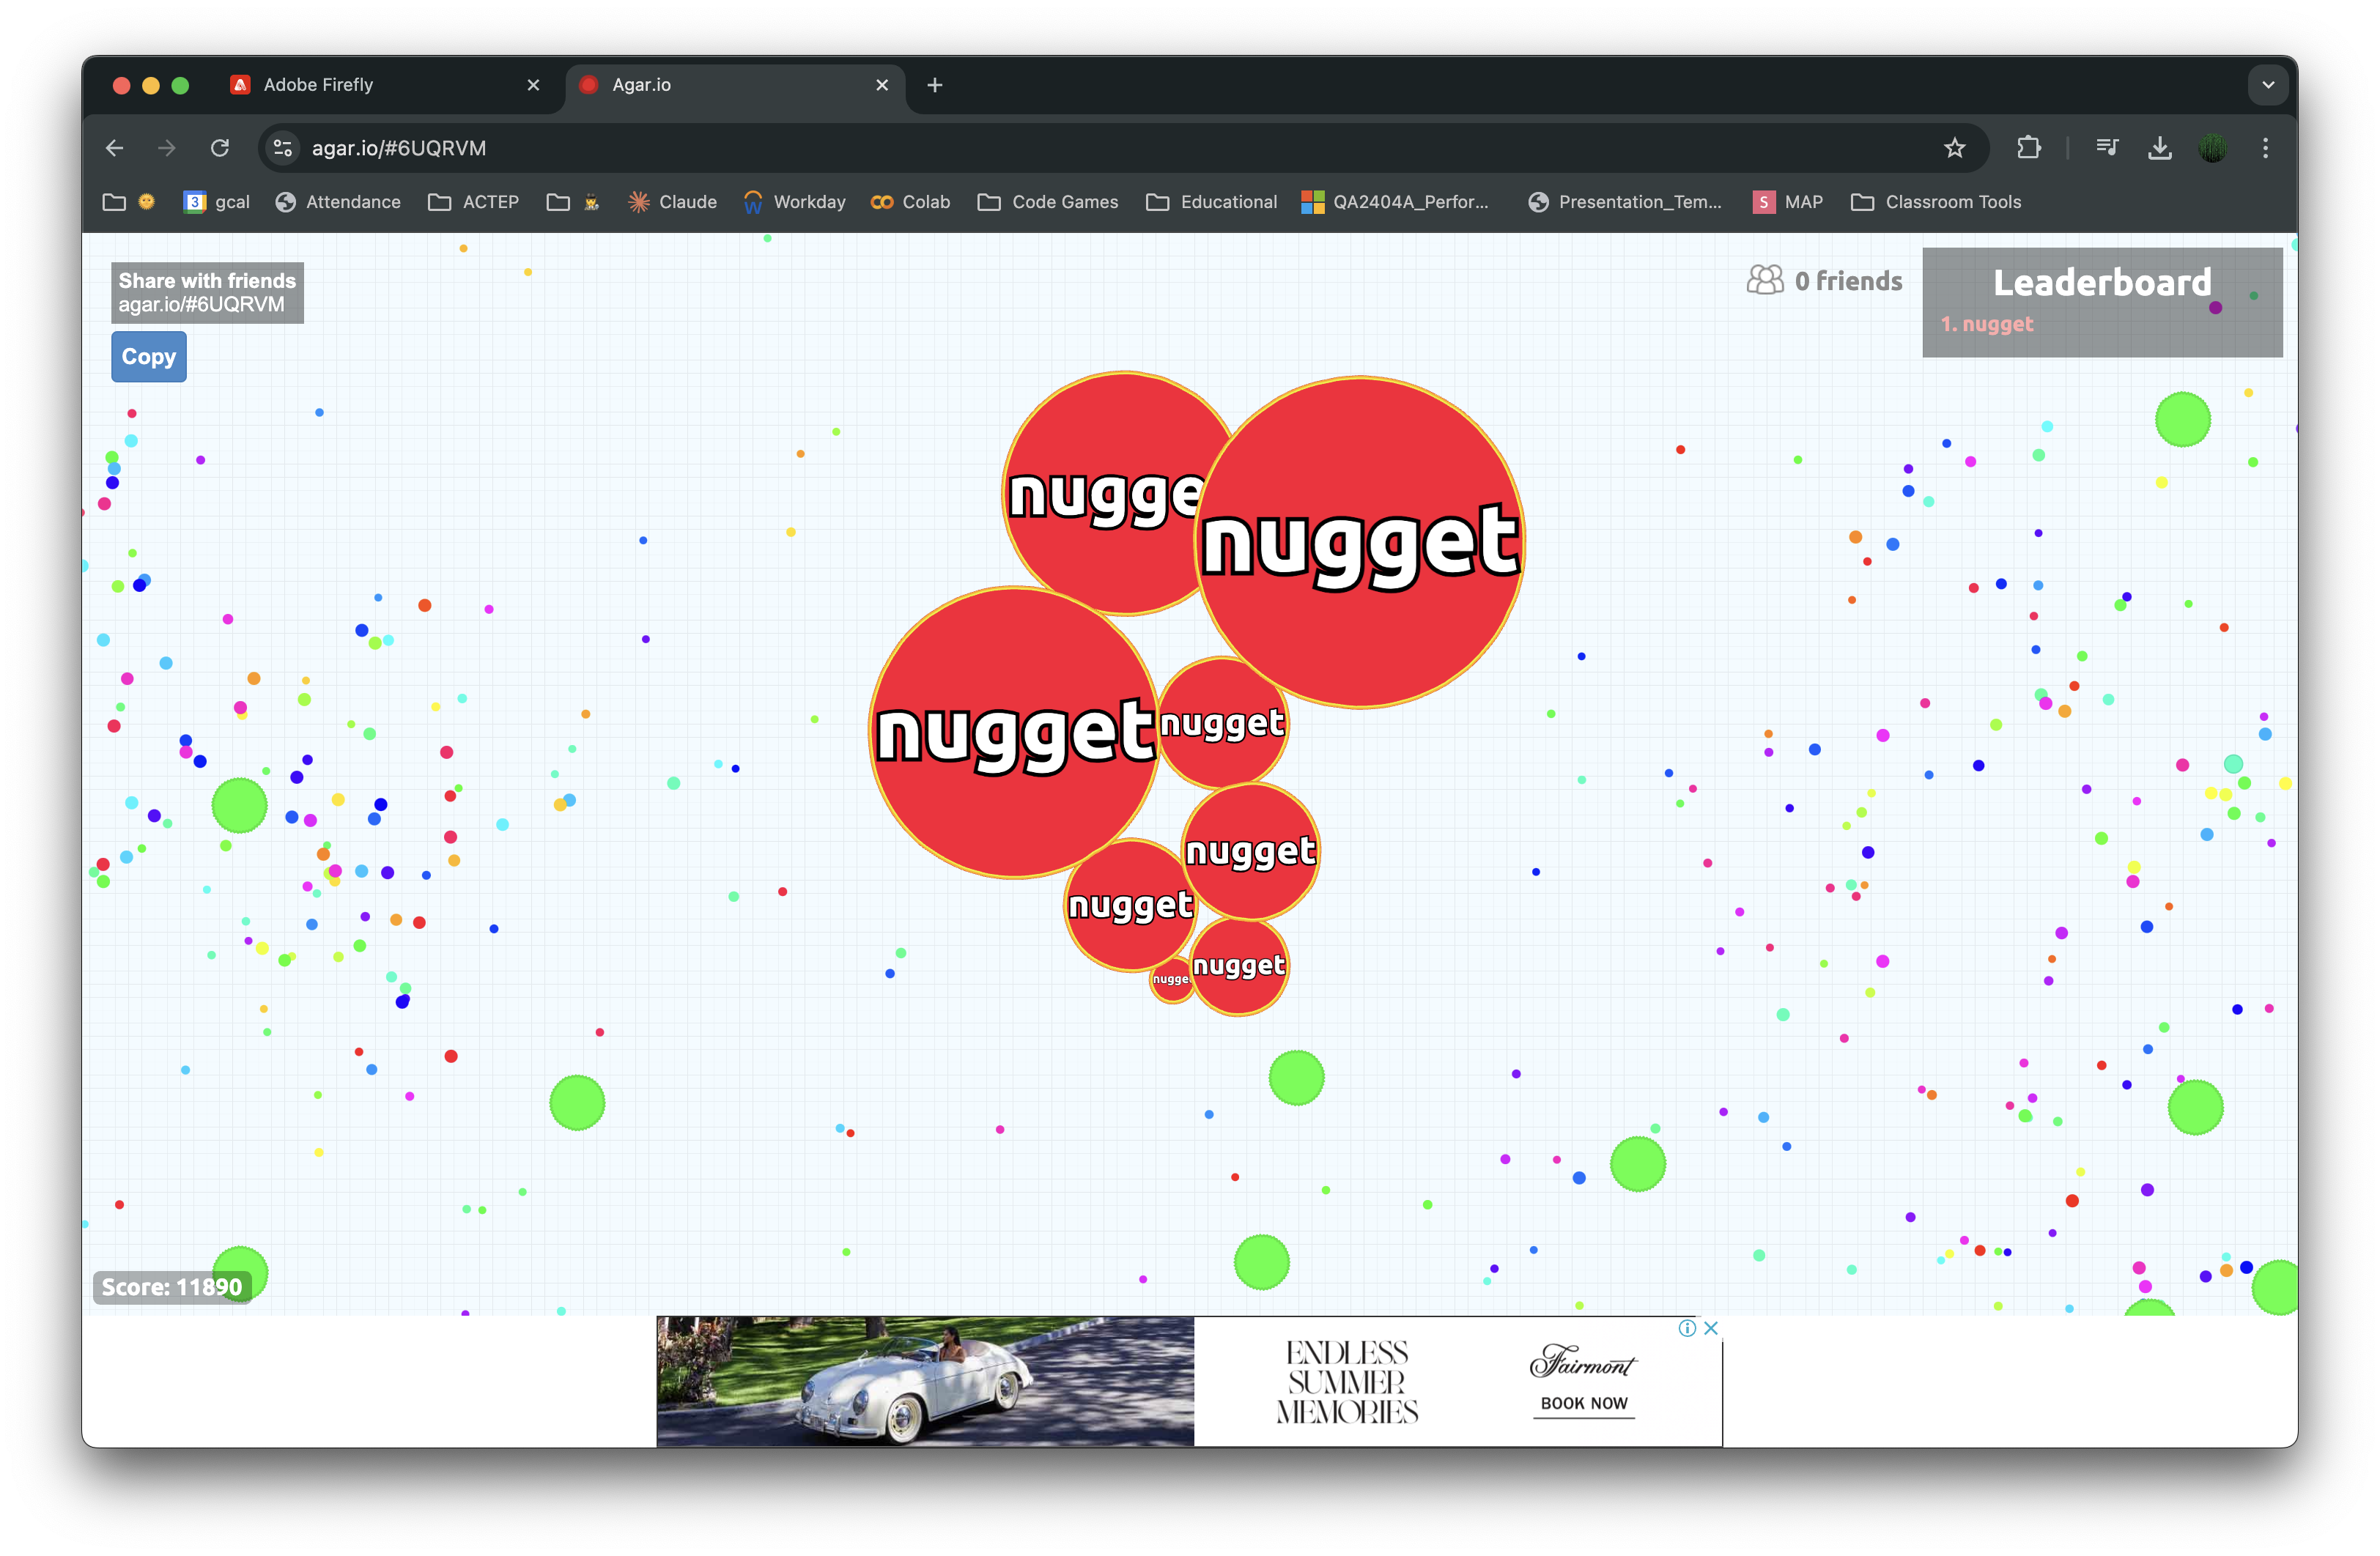 Adobe Firefly
Agar.io
agar.io/#6UQRVM
3 gcal
Attendance
ACTEP
Claude
Workday
Colab
Code Games
Educational
QA2404A_Perfor...
Presentation_Tem...
S MAP
Classroom Tools
Share with friends
agar.io/#6UQRVM
Copy
0 friends
Leaderboard
1. nugget
nugge
nugget
nugget
nugget
nugget
nugget
nugget
nugge
Score: 11890
ENDLESS
SUMMER
MEMORIES
Fairmont
BOOK NOW